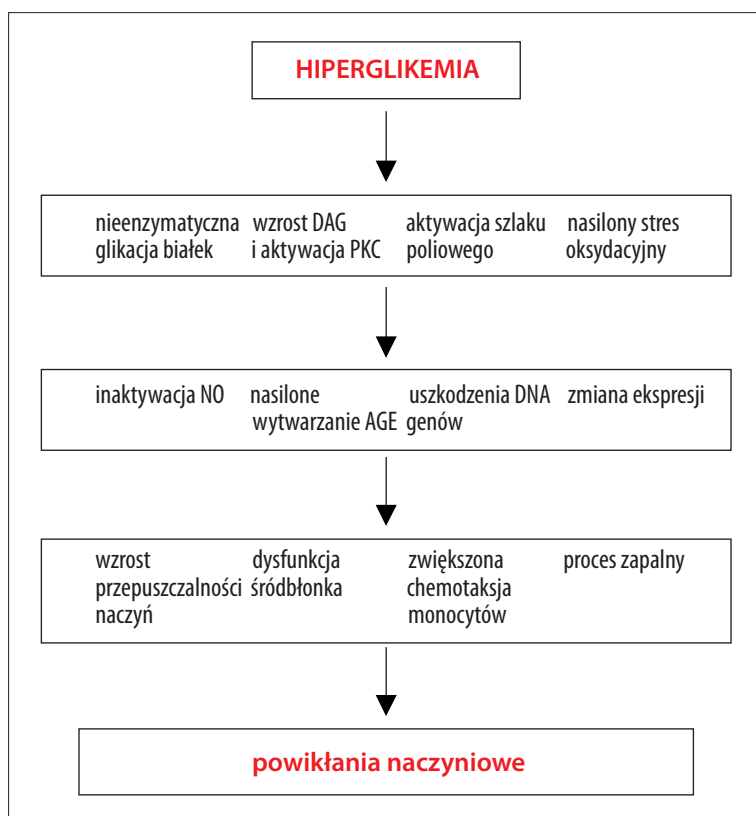 HIPERGLIKEMIA
nieenzymatyczna wzrost DAG aktywacja szlaku nasilony stres
glikacja białek i aktywacja PKC poliowego oksydacyjny
inaktywacja NO nasilone uszkodzenia DNA zmiana ekspresji
wytwarzanie AGE genów
wzrost dysfunkcja zwiększona proces zapalny
przepuszczalności śródbłonka chemotaksja
naczyń monocytów
powikłania naczyniowe